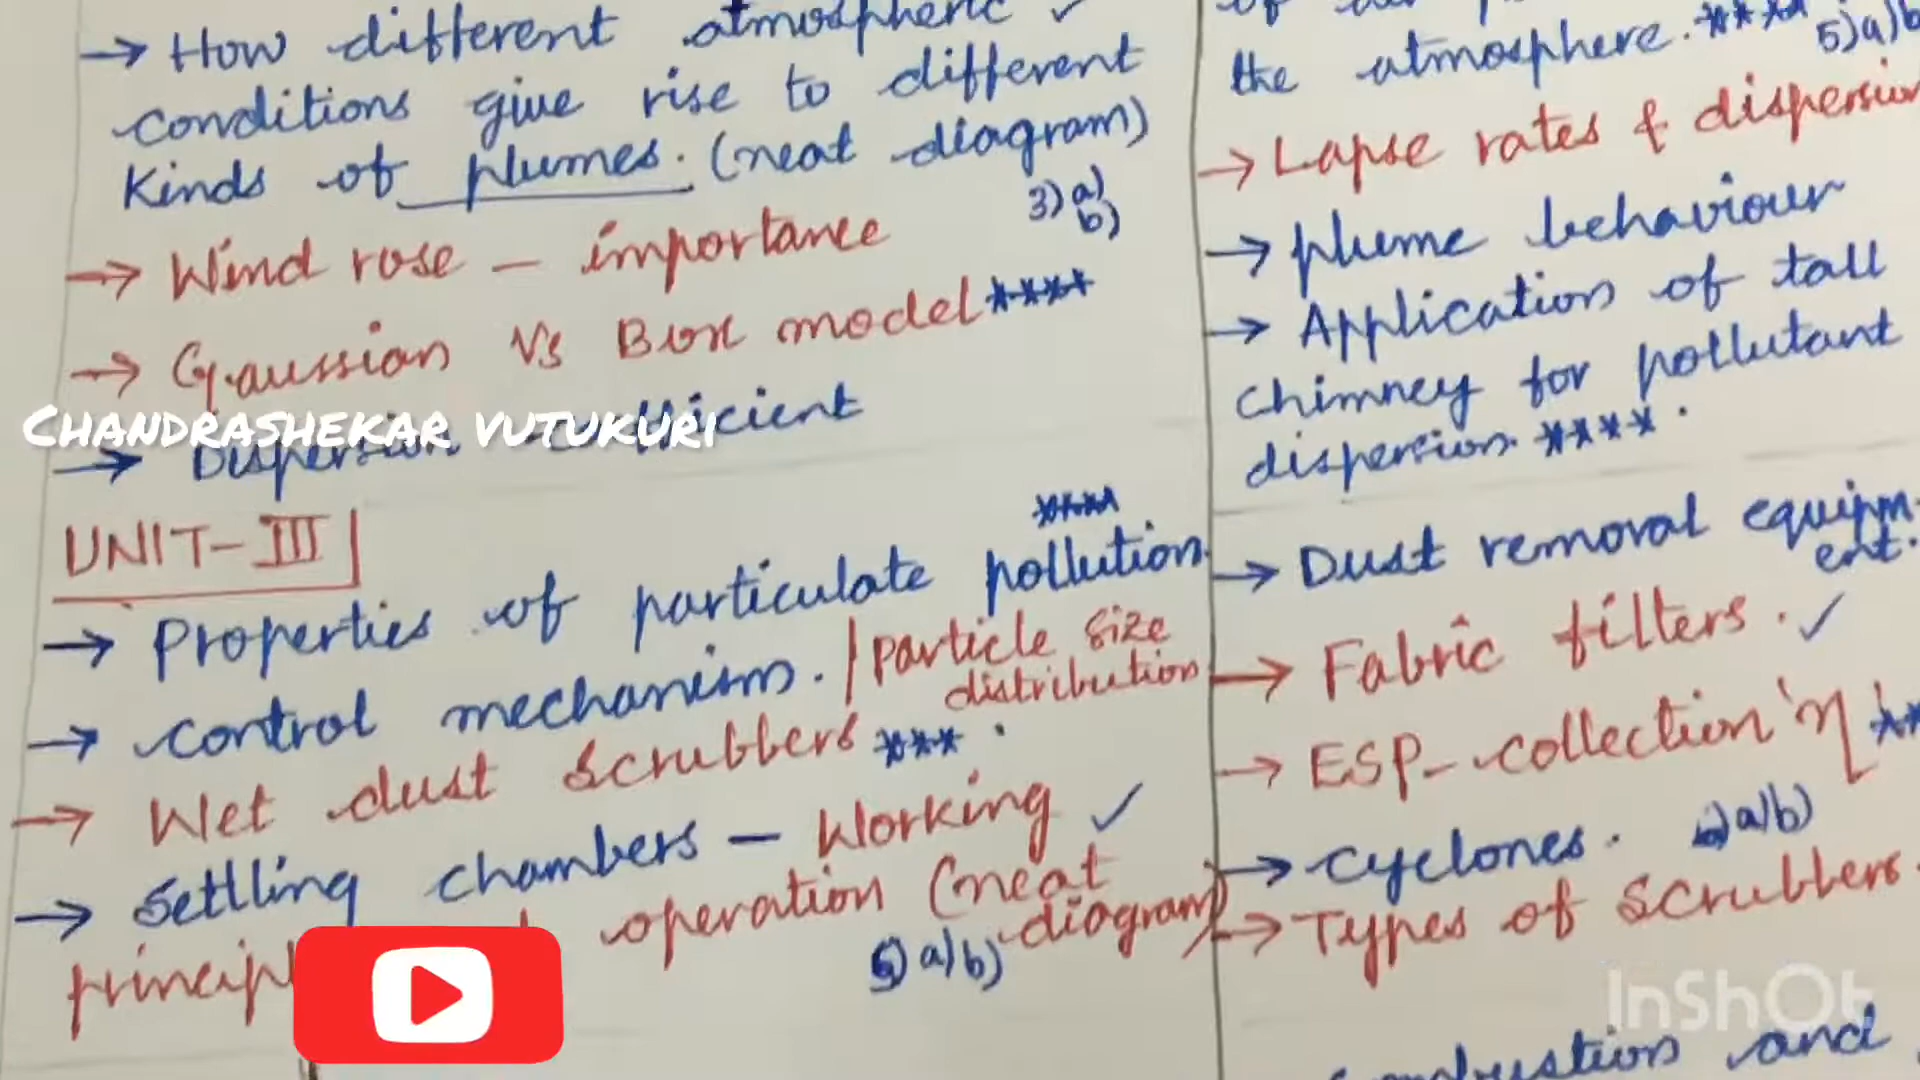 → How different atmospheric ✓
conditions give rise to different
kinds of plumes. (neat diagram)
3) a)
b)
→ Wind rose – importance
→ Gaussian Vs Box model ****
CHANDRASHEKAR VUTUKURI
→ Dispersion coefficient
UNIT-III
****
→ Properties of particulate pollution.
→ control mechanism. | particle size
distribution
→ Wet dust scrubbers *** .
→ Settling chambers – Working ✓
operation (neat
diagram)
5) a|b)
the atmosphere. ****
5) a) b
→ Lapse rates & dispersion
→ plume behaviour
→ Application of tall
chimney for pollutant
dispersion. **** .
→ Dust removal equipm-
ent.
→ Fabric filters. ✓
→ ESP – collection 'η' **
→ cyclones. a|b)
→ Types of scrubbers.
InShOt
and